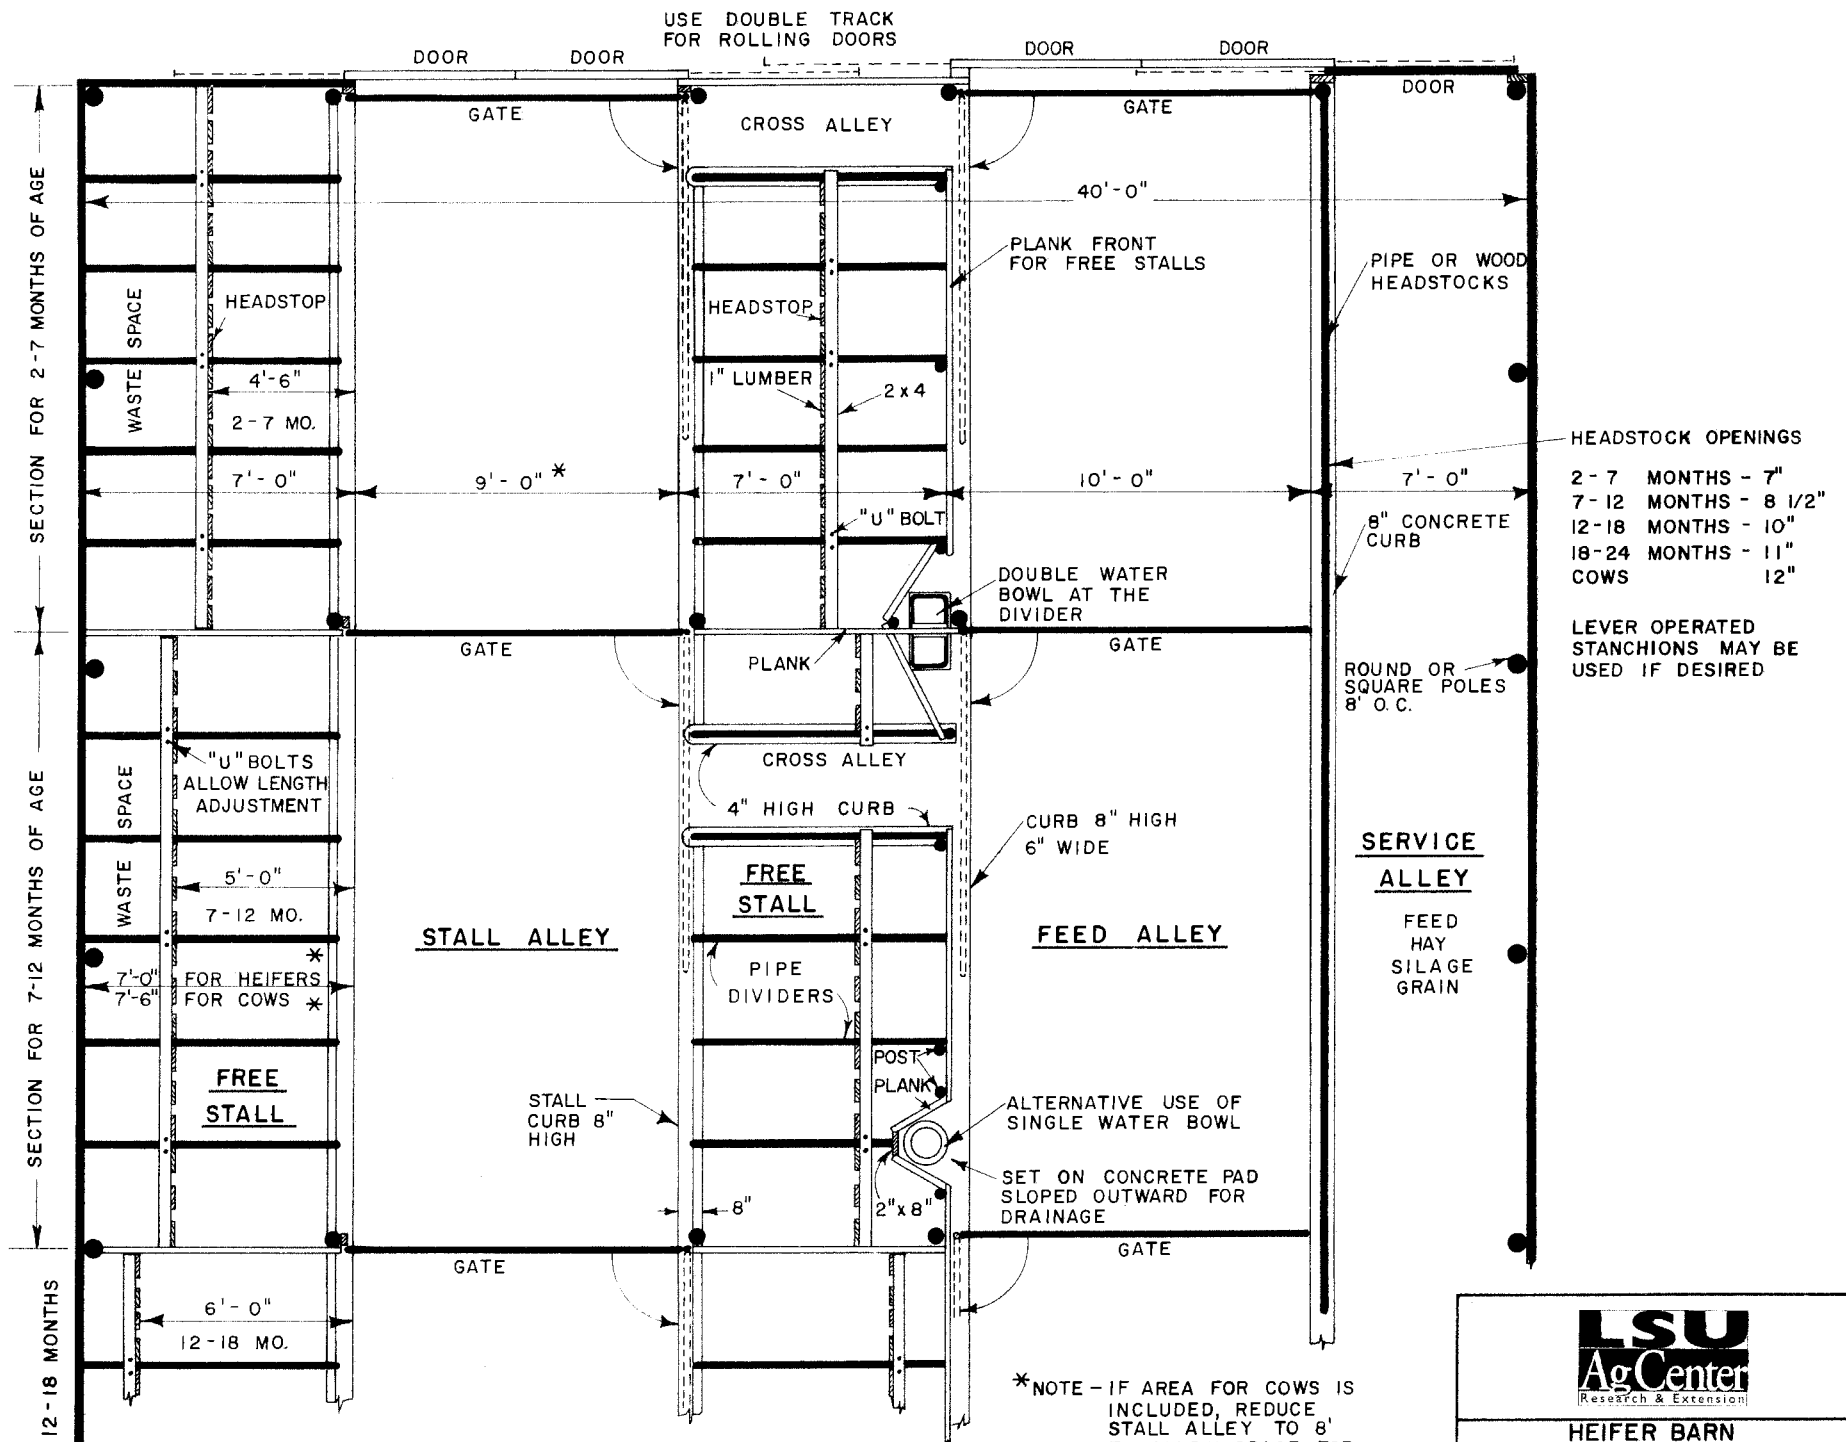 USE DOUBLE TRACK
FOR ROLLING DOORS
DOOR
DOOR
DOOR
DOOR
DOOR
GATE
CROSS ALLEY
GATE
40'-0"
SECTION FOR 2-7 MONTHS OF AGE
WASTE SPACE
HEADSTOP
4'-6"
2-7 MO.
PLANK FRONT
FOR FREE STALLS
PIPE OR WOOD
HEADSTOCKS
HEADSTOP
1" LUMBER
2x4
7'-0"
9'-0" *
7'-0"
10'-0"
7'-0"
HEADSTOCK OPENINGS
2-7 MONTHS - 7"
7-12 MONTHS - 8 1/2"
12-18 MONTHS - 10"
18-24 MONTHS - 11"
COWS 12"
LEVER OPERATED
STANCHIONS MAY BE
USED IF DESIRED
"U" BOLT
8" CONCRETE
CURB
DOUBLE WATER
BOWL AT THE
DIVIDER
GATE
PLANK
GATE
ROUND OR
SQUARE POLES
8' O.C.
SECTION FOR 7-12 MONTHS OF AGE
WASTE SPACE
"U" BOLTS
ALLOW LENGTH
ADJUSTMENT
CROSS ALLEY
4" HIGH CURB
CURB 8" HIGH
6" WIDE
5'-0"
7-12 MO.
FREE
STALL
STALL ALLEY
FEED ALLEY
SERVICE
ALLEY
FEED
HAY
SILAGE
GRAIN
7'-0" FOR HEIFERS *
7'-6" FOR COWS *
PIPE
DIVIDERS
FREE
STALL
STALL
CURB 8"
HIGH
POST
PLANK
ALTERNATIVE USE OF
SINGLE WATER BOWL
SET ON CONCRETE PAD
SLOPED OUTWARD FOR
DRAINAGE
8"
2"x8"
GATE
GATE
12-18 MONTHS
6'-0"
12-18 MO.
*NOTE-IF AREA FOR COWS IS
INCLUDED, REDUCE
STALL ALLEY TO 8'
LSU
AgCenter
Research & Extension
HEIFER BARN